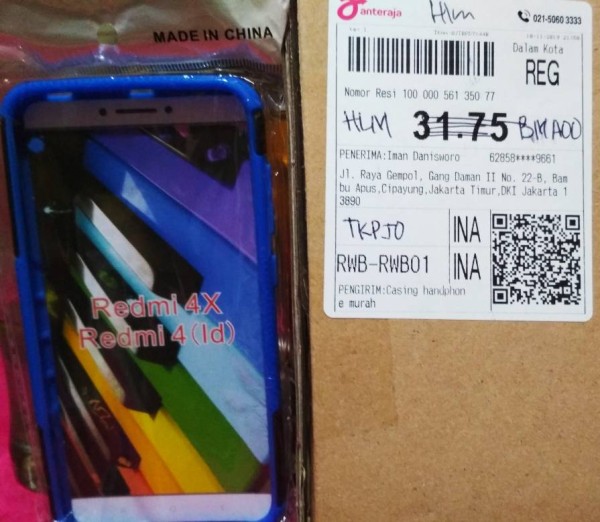 MADE IN CHINA
Redmi 4X
Redmi 4(Id)
anteraja
Hlm
021-5060 3333
Dalam Kota
REG
Nomor Resi 100 000 561 350 77
HLM 31.75 BIMA00
PENERIMA:Iman Danisworo 62858****9661
Jl. Raya Gempol, Gang Daman II No. 22-B, Bam
bu Apus,Cipayung,Jakarta Timur,DKI Jakarta 1
3890
TKPJO
INA
RWB-RWB01
INA
PENGIRIM:Casing handphon
e murah